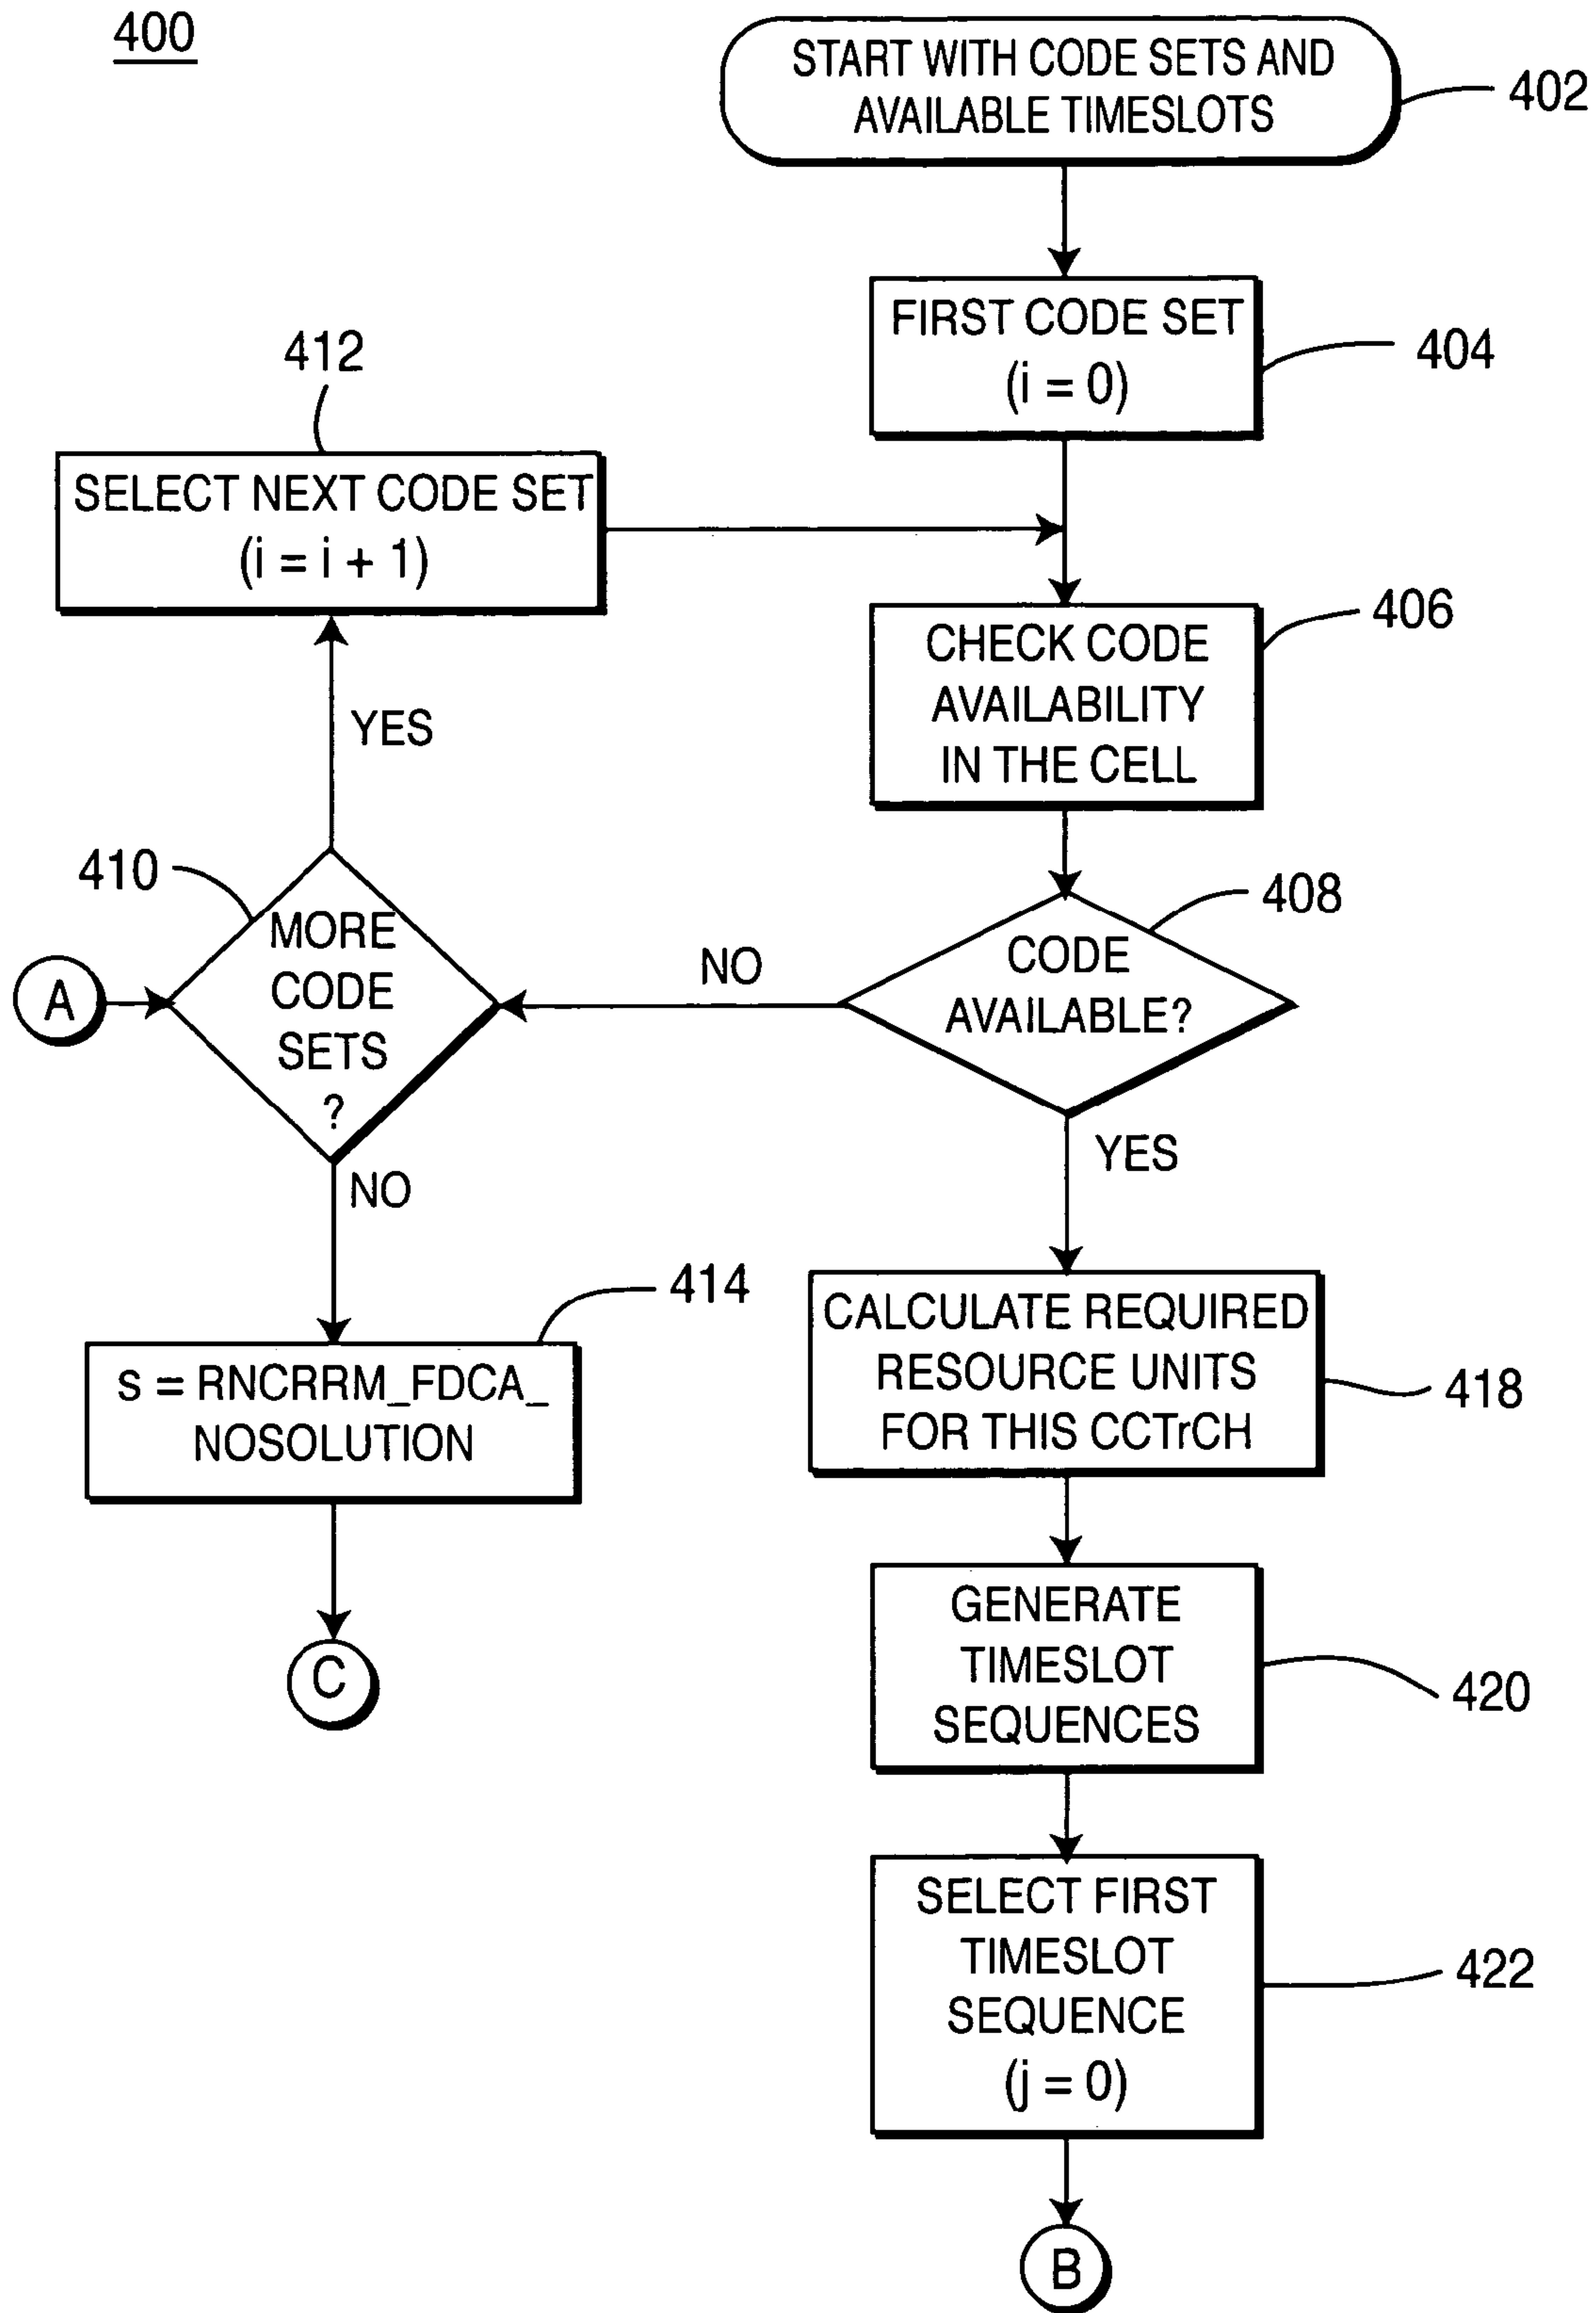 400
START WITH CODE SETS AND
AVAILABLE TIMESLOTS
402
FIRST CODE SET
(i = 0)
404
412
SELECT NEXT CODE SET
(i = i + 1)
CHECK CODE
AVAILABILITY
IN THE CELL
406
YES
410
MORE
CODE
SETS
?
A
NO
CODE
AVAILABLE?
408
NO
YES
414
s = RNCRRM_FDCA_
NOSOLUTION
C
CALCULATE REQUIRED
RESOURCE UNITS
FOR THIS CCTrCH
418
GENERATE
TIMESLOT
SEQUENCES
420
SELECT FIRST
TIMESLOT
SEQUENCE
(j = 0)
422
B